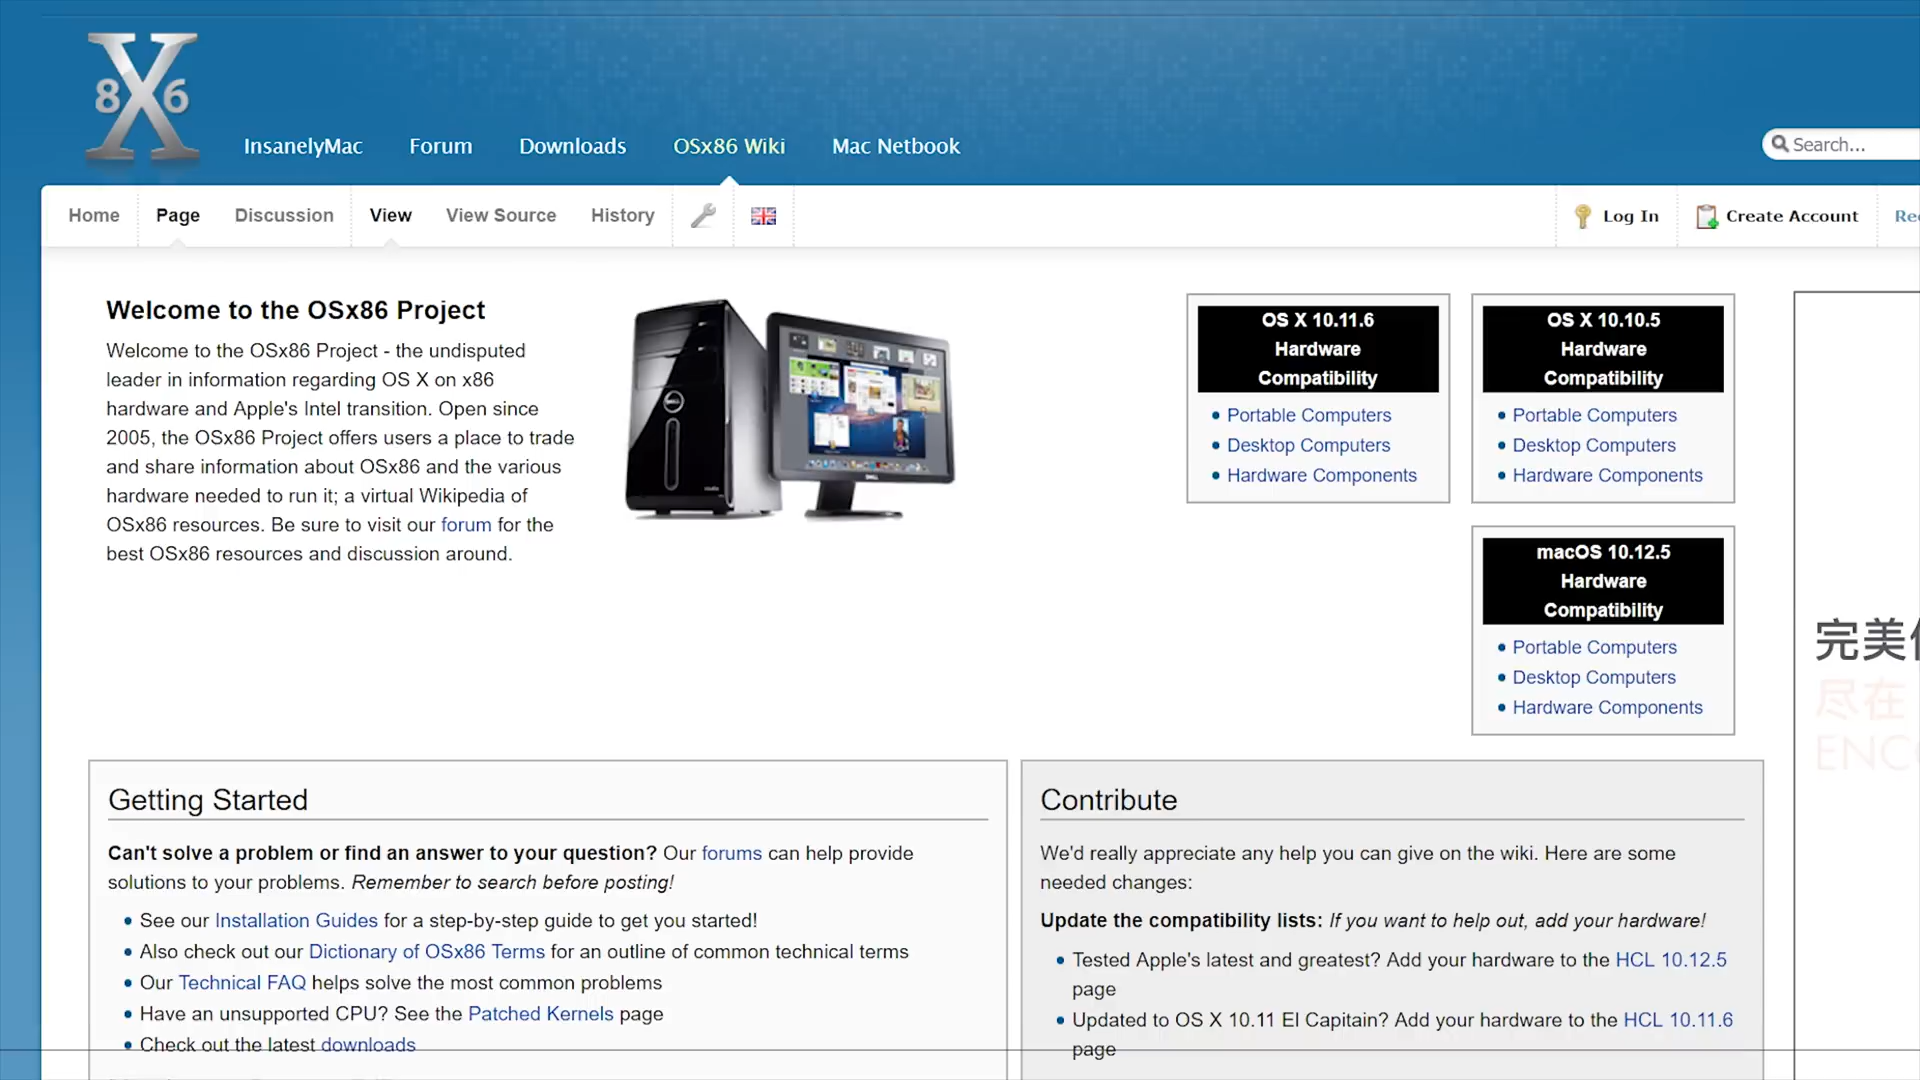 8X6
InsanelyMac
Forum
Downloads
OSx86 Wiki
Mac Netbook
Search...
Home
Page
Discussion
View
View Source
History
Log In
Create Account
Welcome to the OSx86 Project
Welcome to the OSx86 Project - the undisputed
leader in information regarding OS X on x86
hardware and Apple's Intel transition. Open since
2005, the OSx86 Project offers users a place to trade
and share information about OSx86 and the various
hardware needed to run it; a virtual Wikipedia of
OSx86 resources. Be sure to visit our forum for the
best OSx86 resources and discussion around.
DELL
DELL
OS X 10.11.6
Hardware
Compatibility
• Portable Computers
• Desktop Computers
• Hardware Components
OS X 10.10.5
Hardware
Compatibility
• Portable Computers
• Desktop Computers
• Hardware Components
macOS 10.12.5
Hardware
Compatibility
• Portable Computers
• Desktop Computers
• Hardware Components
完美
尽在
Getting Started
Can't solve a problem or find an answer to your question? Our forums can help provide
solutions to your problems. Remember to search before posting!
• See our Installation Guides for a step-by-step guide to get you started!
• Also check out our Dictionary of OSx86 Terms for an outline of common technical terms
• Our Technical FAQ helps solve the most common problems
• Have an unsupported CPU? See the Patched Kernels page
• Check out the latest downloads
Contribute
We'd really appreciate any help you can give on the wiki. Here are some
needed changes:
Update the compatibility lists: If you want to help out, add your hardware!
• Tested Apple's latest and greatest? Add your hardware to the HCL 10.12.5
page
• Updated to OS X 10.11 El Capitain? Add your hardware to the HCL 10.11.6
page